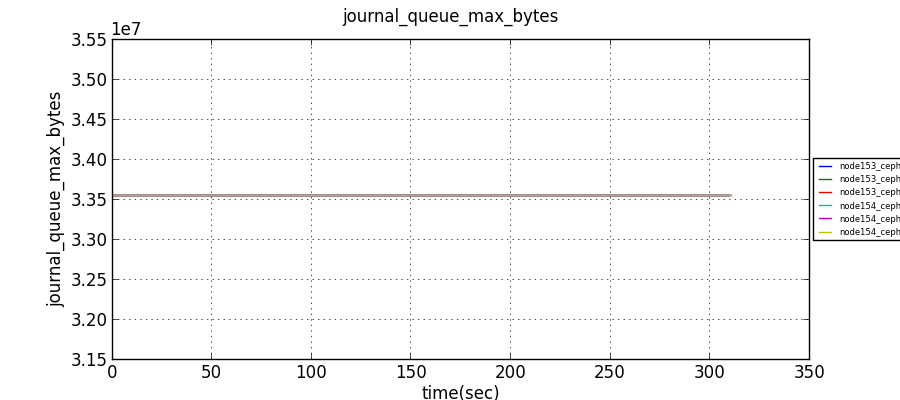 journal_queue_max_bytes
1e7
3.55
3.50
3.45
3.40
3.35
3.30
3.25
3.20
3.15
journal_queue_max_bytes
0 50 100 150 200 250 300 350
time(sec)
node153_ceph
node153_ceph
node153_ceph
node154_ceph
node154_ceph
node154_ceph